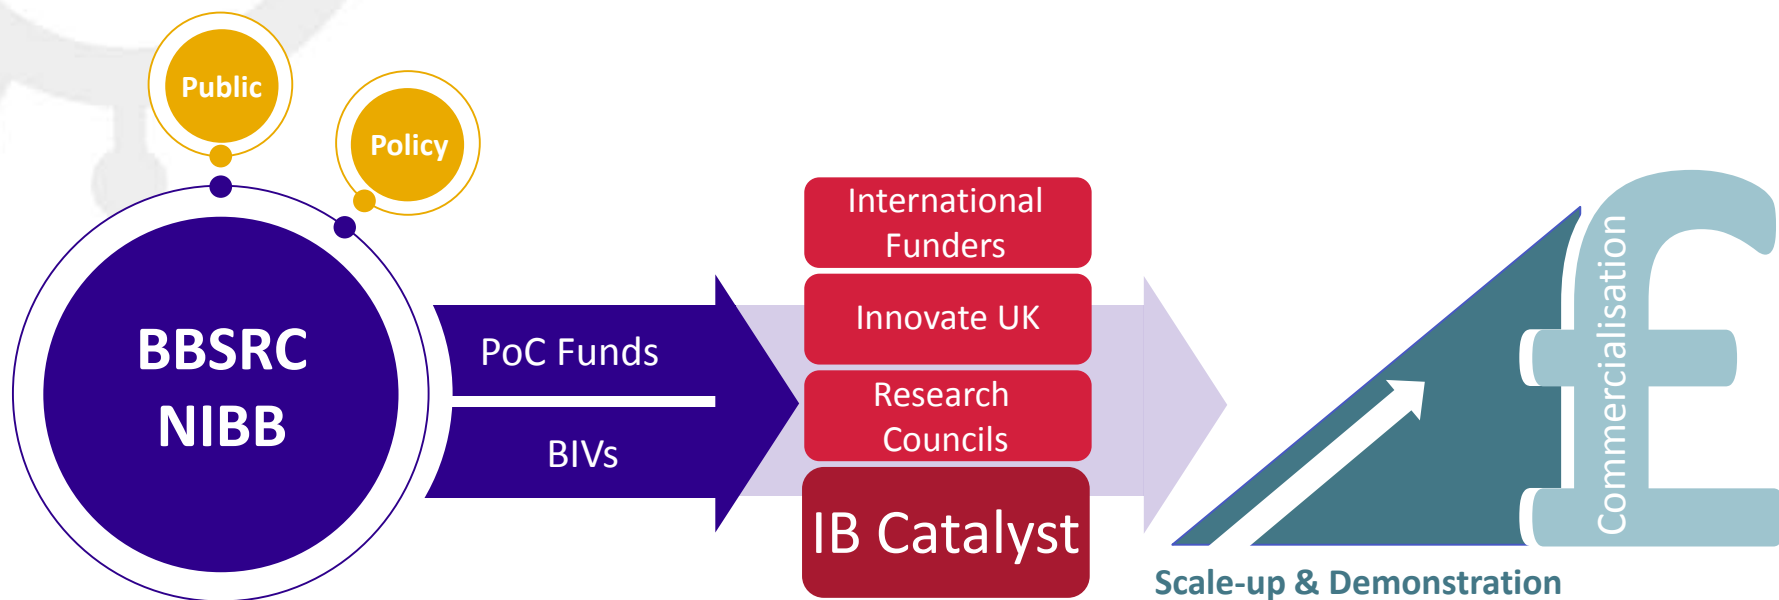 Public
Policy
BBSRC
NIBB
PoC Funds
BIVs
International
Funders
Innovate UK
Research
Councils
IB Catalyst
Scale-up & Demonstration
Commercialisation
£